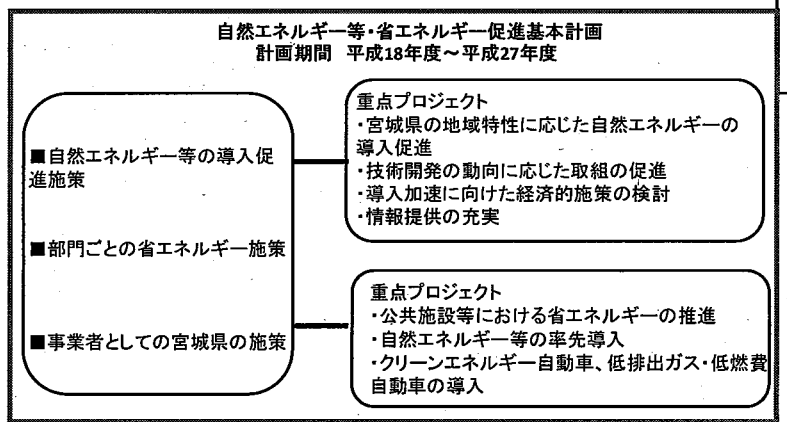 自然エネルギー等・省エネルギー促進基本計画
計画期間 平成18年度～平成27年度
■自然エネルギー等の導入促
進施策
■部門ごとの省エネルギー施策
■事業者としての宮城県の施策
重点プロジェクト
・宮城県の地域特性に応じた自然エネルギーの
導入促進
・技術開発の動向に応じた取組の促進
・導入加速に向けた経済的施策の検討
・情報提供の充実
重点プロジェクト
・公共施設等における省エネルギーの推進
・自然エネルギー等の率先導入
・クリーンエネルギー自動車、低排出ガス・低燃費
自動車の導入